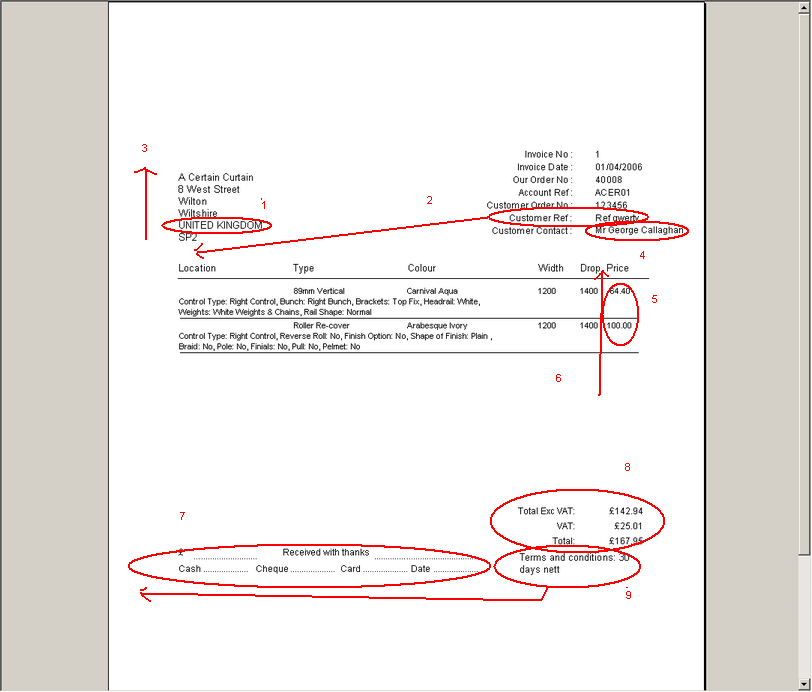 3
Invoice No : 1
Invoice Date : 01/04/2006
A Certain Curtain
Our Order No : 40008
8 West Street
Account Ref : ACER01
Wilton
2
1
Customer Order No : 123456
Wiltshire
Customer Ref : Ref qwerty
UNITED KINGDOM
Customer Contact : Mr George Callaghan
SP2
4
Location Type Colour Width Drop Price
89mm Vertical Carnival Aqua 1200 1400 64.40
5
Control Type: Right Control, Bunch: Right Bunch, Brackets: Top Fix, Headrail: White,
Weights: White Weights & Chains, Rail Shape: Normal
Roller Re-cover Arabesque Ivory 1200 1400 100.00
Control Type: Right Control, Reverse Roll: No, Finish Option: No, Shape of Finish: Plain ,
Braid: No, Pole: No, Finials: No, Pull: No, Pelmet: No
6
8
7
Total Exc VAT: £142.94
VAT: £25.01
Total: £167.95
£ ........................ Received with thanks ........................
Terms and conditions: 30
days nett
Cash ................. Cheque ................. Card ................. Date .................
9